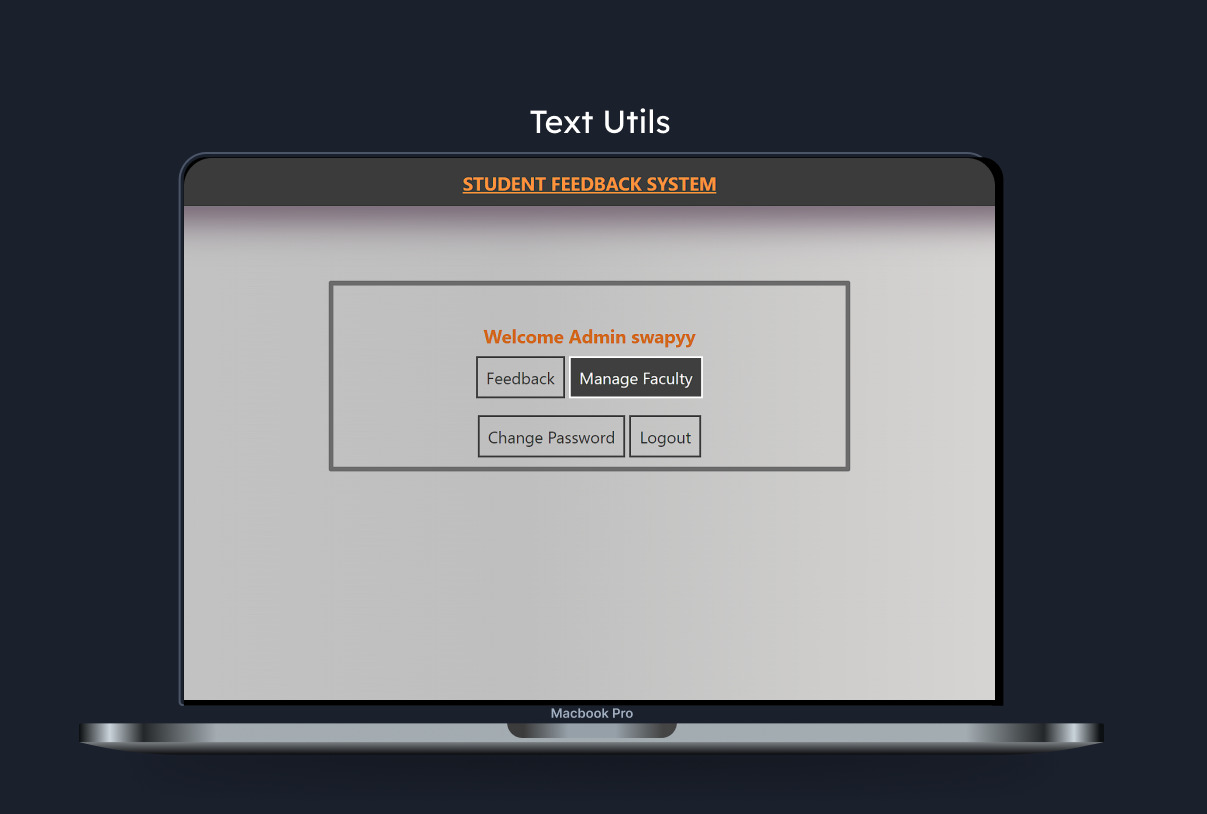 Text Utils
STUDENT FEEDBACK SYSTEM
Welcome Admin swapyy
Feedback Manage Faculty
Change Password Logout
Macbook Pro